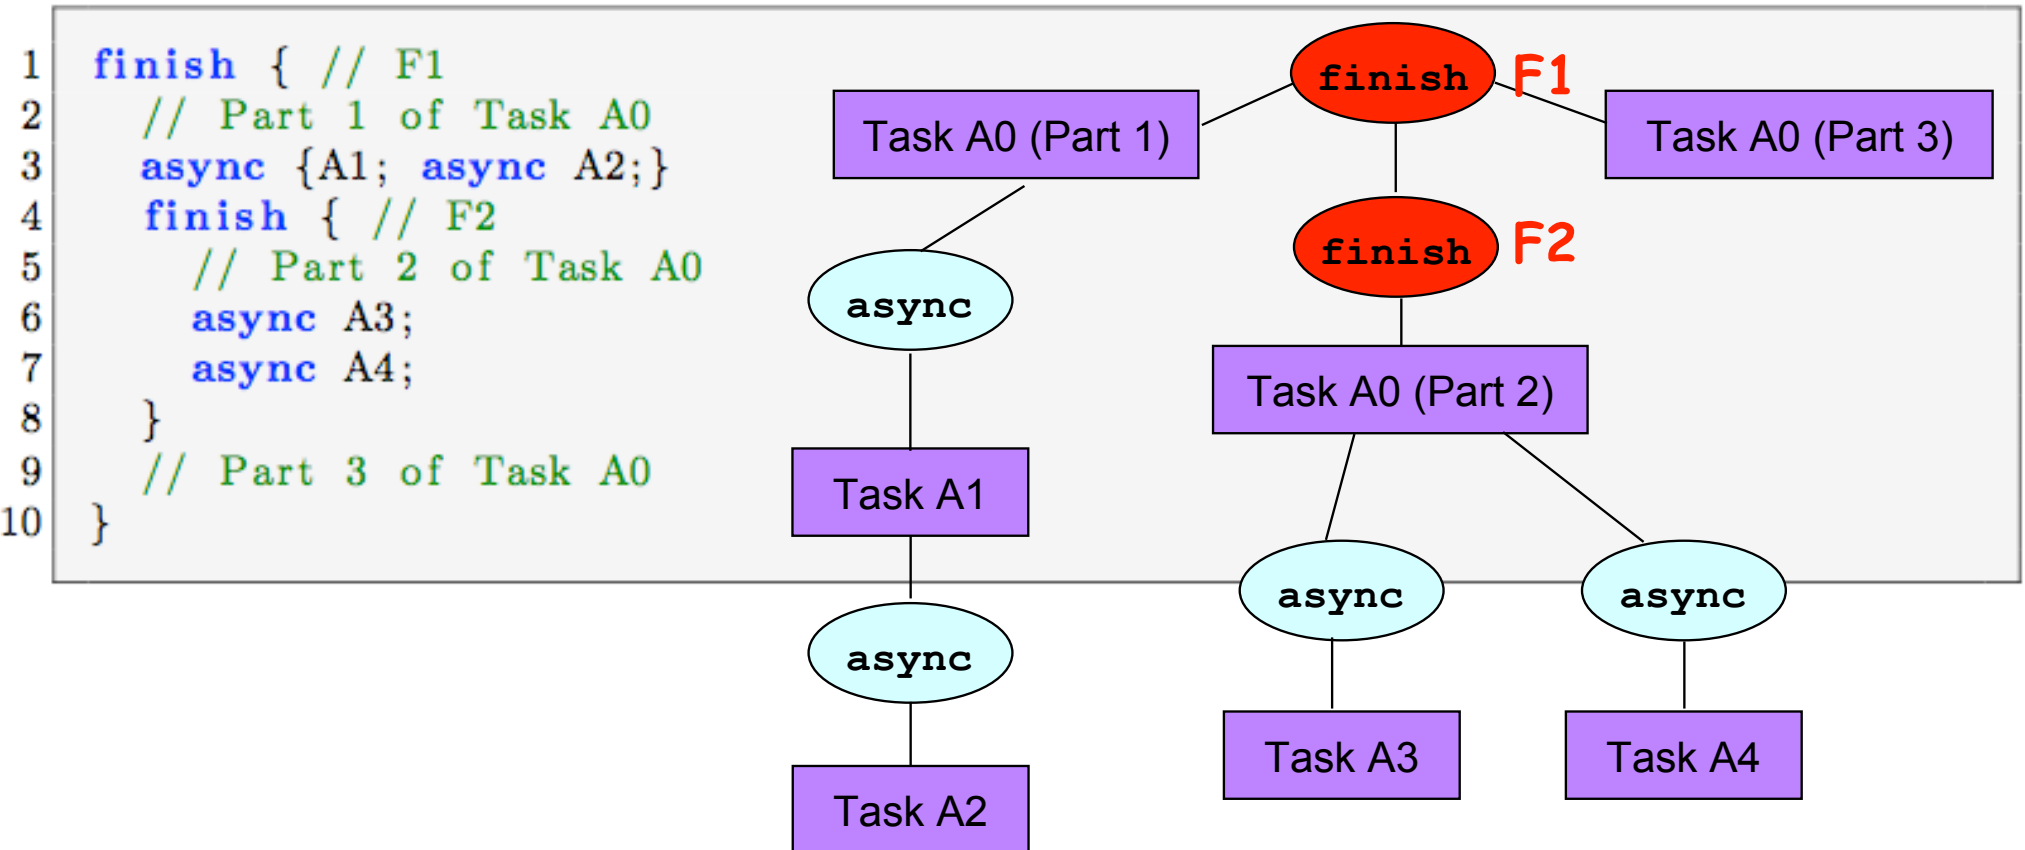 1 finish { // F1
2 // Part 1 of Task A0
3 async {A1; async A2;}
4 finish { // F2
5 // Part 2 of Task A0
6 async A3;
7 async A4;
8 }
9 // Part 3 of Task A0
10 }
finish F1
Task A0 (Part 1)
Task A0 (Part 3)
finish F2
async
Task A0 (Part 2)
Task A1
async
async
async
Task A2
Task A3
Task A4